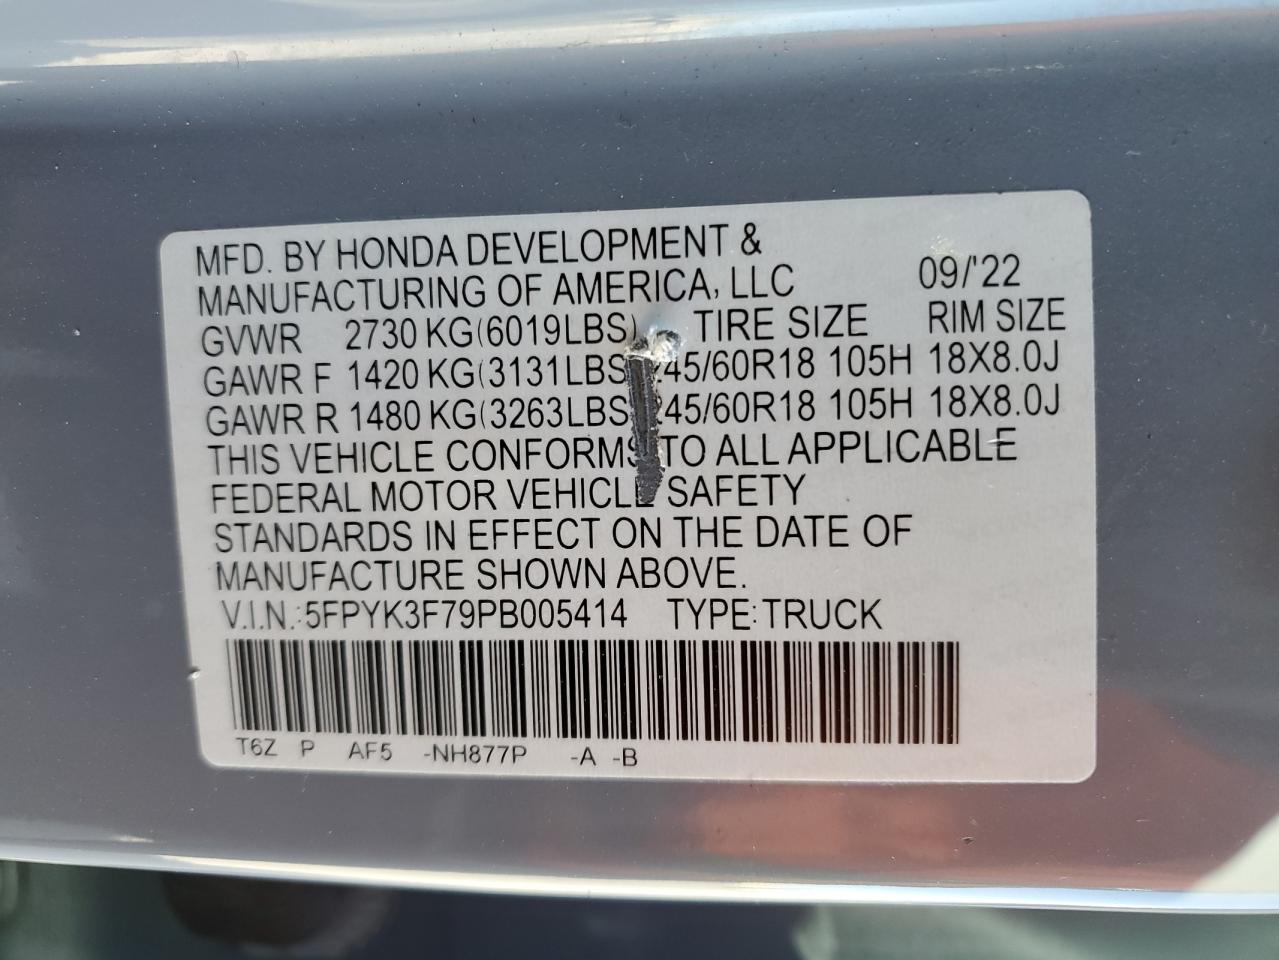 MFD. BY HONDA DEVELOPMENT &
MANUFACTURING OF AMERICA, LLC 09/'22
GVWR 2730 KG(6019LBS) TIRE SIZE RIM SIZE
GAWR F 1420 KG(3131LBS 245/60R18 105H 18X8.0J
GAWR R 1480 KG(3263LBS 245/60R18 105H 18X8.0J
THIS VEHICLE CONFORMS TO ALL APPLICABLE
FEDERAL MOTOR VEHICLE SAFETY
STANDARDS IN EFFECT ON THE DATE OF
MANUFACTURE SHOWN ABOVE.
V.I.N.:5FPYK3F79PB005414 TYPE:TRUCK
T6Z P AF5 -NH877P -A -B